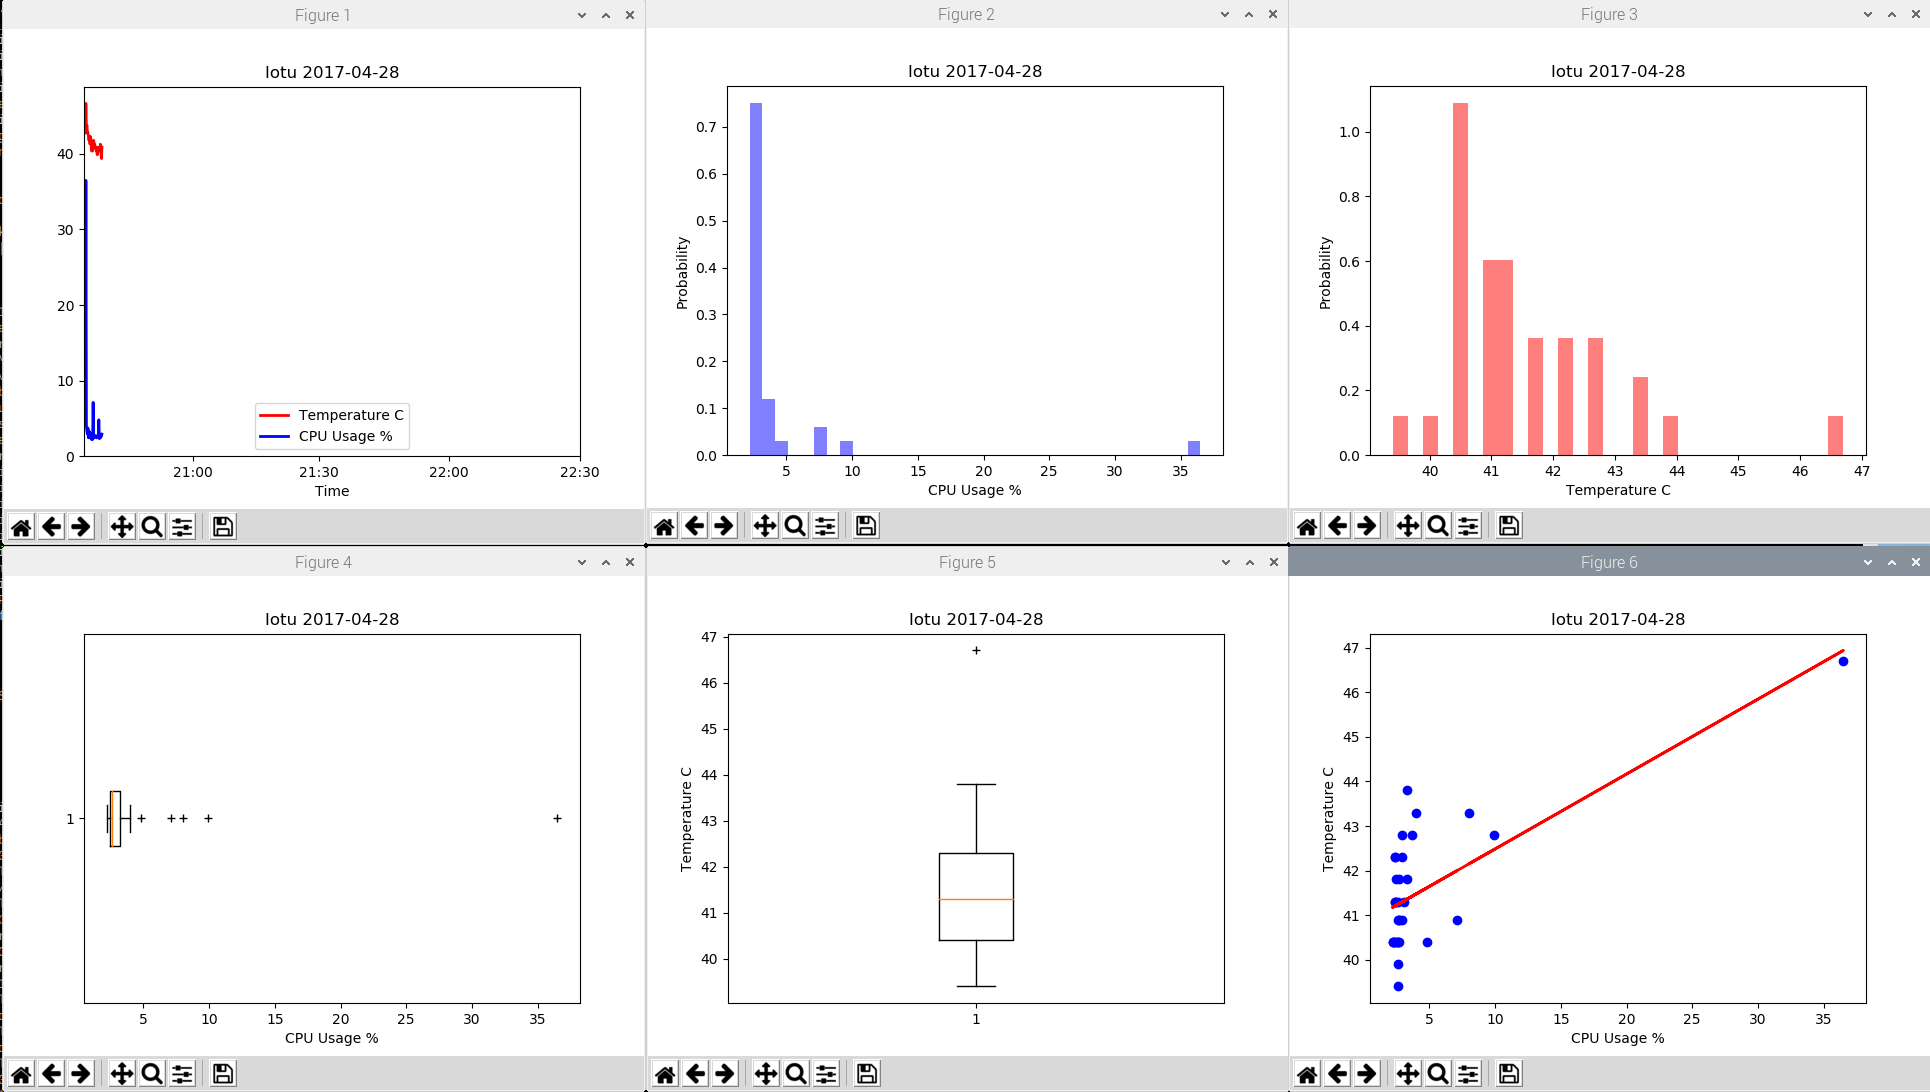 Figure 1
Iotu 2017-04-28
40
30
20
10
0
Temperature C
CPU Usage %
21:00 21:30 22:00 22:30
Time
Figure 2
Iotu 2017-04-28
Probability
0.7
0.6
0.5
0.4
0.3
0.2
0.1
0.0
5 10 15 20 25 30 35
CPU Usage %
Figure 3
Iotu 2017-04-28
Probability
1.0
0.8
0.6
0.4
0.2
0.0
40 41 42 43 44 45 46 47
Temperature C
Figure 4
Iotu 2017-04-28
1
5 10 15 20 25 30 35
CPU Usage %
Figure 5
Iotu 2017-04-28
Temperature C
47
46
45
44
43
42
41
40
1
Figure 6
Iotu 2017-04-28
Temperature C
47
46
45
44
43
42
41
40
5 10 15 20 25 30 35
CPU Usage %